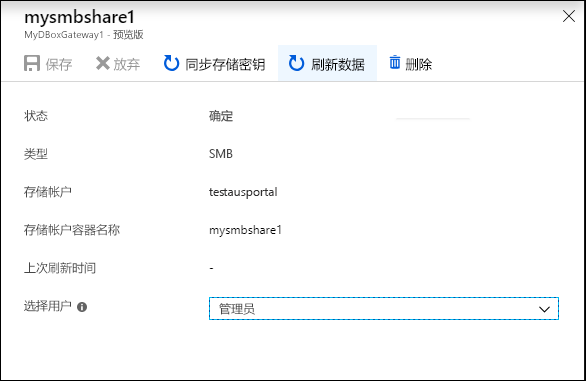 mysmbshare1
MyDBoxGateway1 - 预览版
保存 放弃 同步存储密钥 刷新数据 删除
状态 确定
类型 SMB
存储帐户 testausportal
存储帐户容器名称 mysmbshare1
上次刷新时间 -
选择用户 管理员